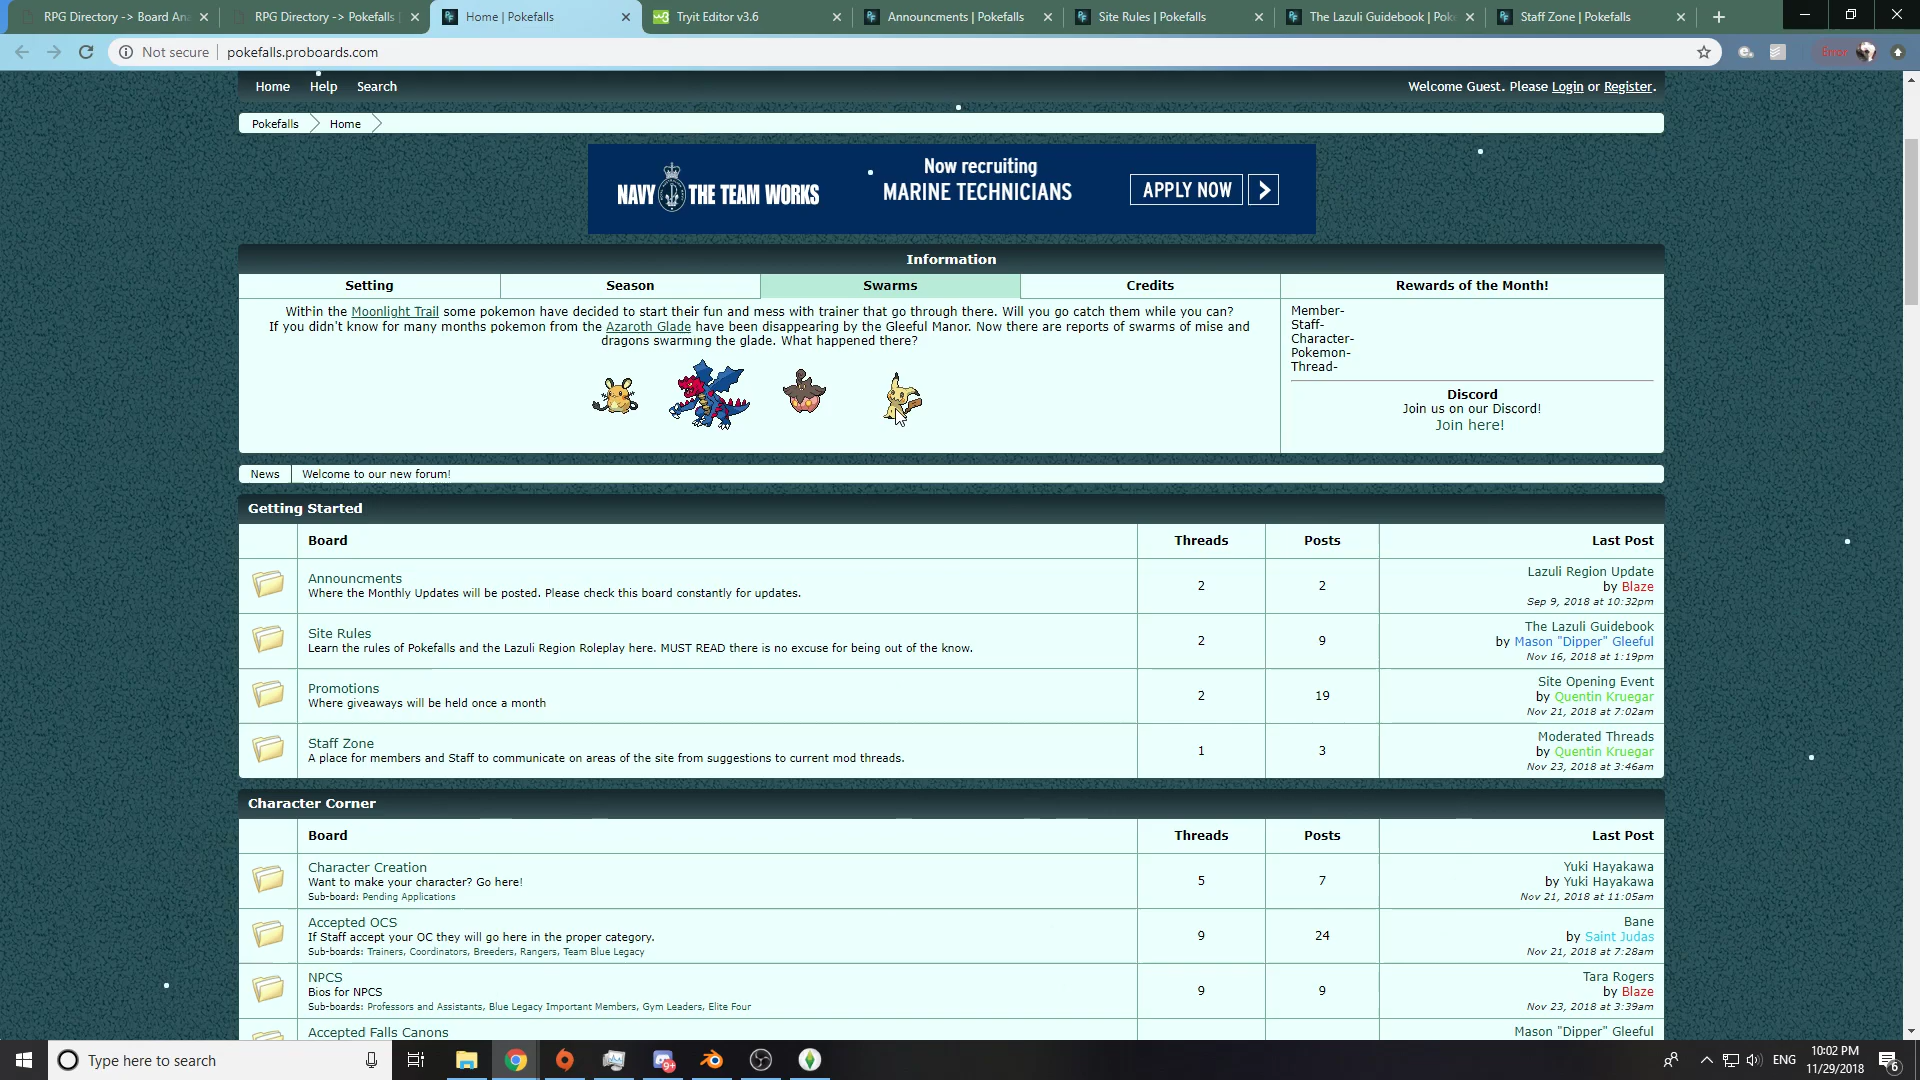 RPG Directory -> Board An
RPG Directory -> Pokefalls
Home | Pokefalls
Tryit Editor v3.6
Announcments | Pokefalls
Site Rules | Pokefalls
The Lazuli Guidebook | Pok
Staff Zone | Pokefalls
Not secure
pokefalls.proboards.com
Error
Home
Help
Search
Welcome Guest. Please Login or Register.
Pokefalls
Home
NAVY THE TEAM WORKS
Now recruiting
MARINE TECHNICIANS
APPLY NOW
Information
Setting
Season
Swarms
Credits
Rewards of the Month!
Within the Moonlight Trail some pokemon have decided to start their fun and mess with trainer that go through there. Will you go catch them while you can?
If you didn't know for many months pokemon from the Azaroth Glade have been disappearing by the Gleeful Manor. Now there are reports of swarms of mise and
dragons swarming the glade. What happened there?
Member-
Staff-
Character-
Pokemon-
Thread-
Discord
Join us on our Discord!
Join here!
News
Welcome to our new forum!
Getting Started
Board
Threads
Posts
Last Post
Announcments
Where the Monthly Updates will be posted. Please check this board constantly for updates.
2
2
Lazuli Region Update
by Blaze
Sep 9, 2018 at 10:32pm
Site Rules
Learn the rules of Pokefalls and the Lazuli Region Roleplay here. MUST READ there is no excuse for being out of the know.
2
9
The Lazuli Guidebook
by Mason "Dipper" Gleeful
Nov 16, 2018 at 1:19pm
Promotions
Where giveaways will be held once a month
2
19
Site Opening Event
by Quentin Kruegar
Nov 21, 2018 at 7:02am
Staff Zone
A place for members and Staff to communicate on areas of the site from suggestions to current mod threads.
1
3
Moderated Threads
by Quentin Kruegar
Nov 23, 2018 at 3:46am
Character Corner
Board
Threads
Posts
Last Post
Character Creation
Want to make your character? Go here!
Sub-board: Pending Applications
5
7
Yuki Hayakawa
by Yuki Hayakawa
Nov 21, 2018 at 11:05am
Accepted OCS
If Staff accept your OC they will go here in the proper category.
Sub-boards: Trainers, Coordinators, Breeders, Rangers, Team Blue Legacy
9
24
Bane
by Saint Judas
Nov 21, 2018 at 7:28am
NPCS
Bios for NPCS
Sub-boards: Professors and Assistants, Blue Legacy Important Members, Gym Leaders, Elite Four
9
9
Tara Rogers
by Blaze
Nov 23, 2018 at 3:39am
Accepted Falls Canons
Mason "Dipper" Gleeful
Type here to search
9+
ENG
10:02 PM
11/29/2018
6